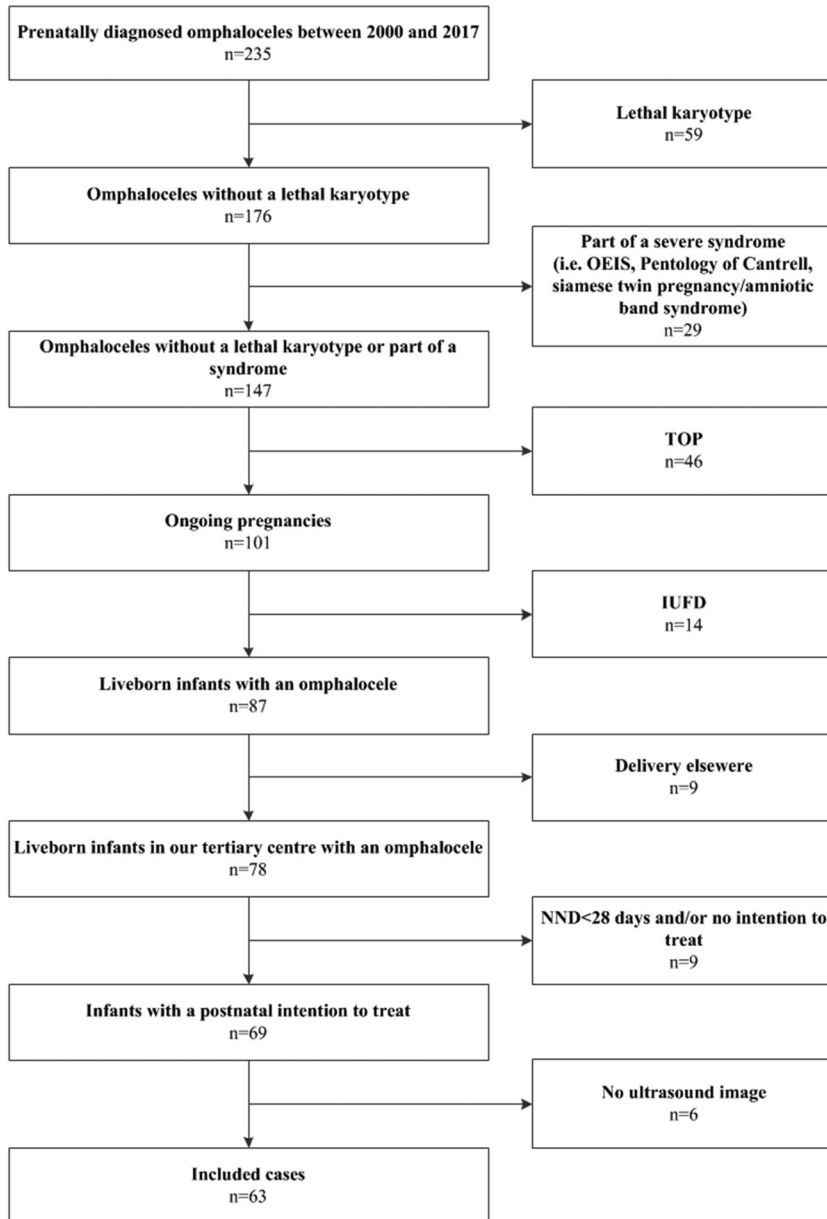 Prenatally diagnosed omphaloceles between 2000 and 2017
n=235
Lethal karyotype
n=59
Omphaloceles without a lethal karyotype
n=176
Part of a severe syndrome
(i.e. OEIS, Pentology of Cantrell,
siamese twin pregnancy/amniotic
band syndrome)
n=29
Omphaloceles without a lethal karyotype or part of a
syndrome
n=147
TOP
n=46
Ongoing pregnancies
n=101
IUFD
n=14
Liveborn infants with an omphalocele
n=87
Delivery elsewere
n=9
Liveborn infants in our tertiary centre with an omphalocele
n=78
NND<28 days and/or no intention to
treat
n=9
Infants with a postnatal intention to treat
n=69
No ultrasound image
n=6
Included cases
n=63